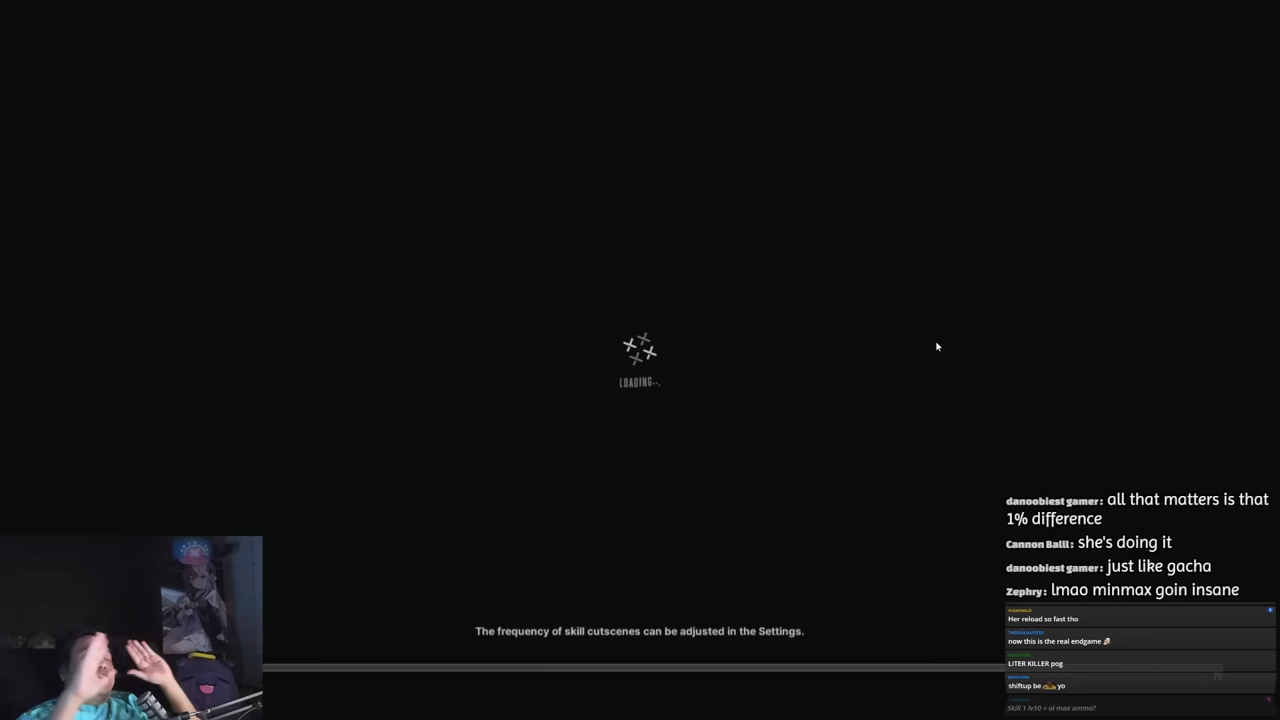 LOADING...
The frequency of skill cutscenes can be adjusted in the Settings.
danoobiest gamer: all that matters is that
1% difference
Cannon Balll: she's doing it
danoobiest gamer: just like gacha
Zephry: lmao minmax goin insane
Her reload so fast tho
now this is the real endgame
LITER KILLER pog
shiftup be yo
Skill 1 lv10 + ol max ammo?